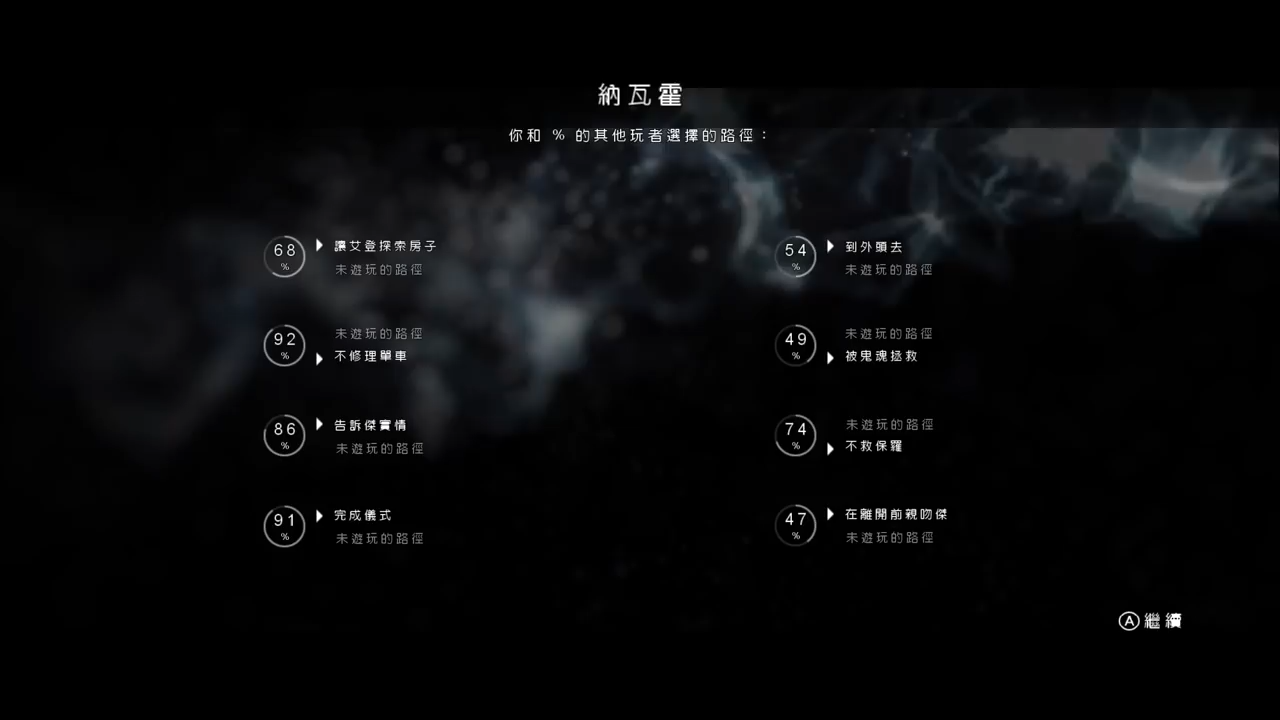 納瓦霍
你和 % 的其他玩者選擇的路徑：
68 %
讓艾登探索房子
未遊玩的路徑
92 %
未遊玩的路徑
不修理單車
86 %
告訴傑實情
未遊玩的路徑
91 %
完成儀式
未遊玩的路徑
54 %
到外頭去
未遊玩的路徑
49 %
未遊玩的路徑
被鬼魂拯救
74 %
未遊玩的路徑
不救保羅
47 %
在離開前親吻傑
未遊玩的路徑
A 繼續